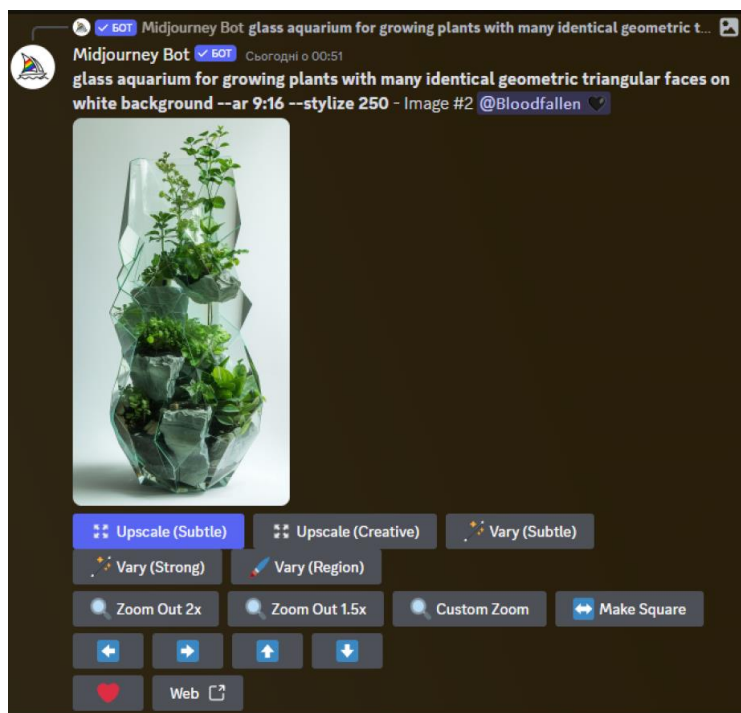 БОТ Midjourney Bot glass aquarium for growing plants with many identical geometric t...
Midjourney Bot БОТ Сьогодні о 00:51
glass aquarium for growing plants with many identical geometric triangular faces on
white background --ar 9:16 --stylize 250 - Image #2 @Bloodfallen 🖤
Upscale (Subtle) Upscale (Creative) Vary (Subtle)
Vary (Strong) Vary (Region)
Zoom Out 2x Zoom Out 1.5x Custom Zoom Make Square
Web